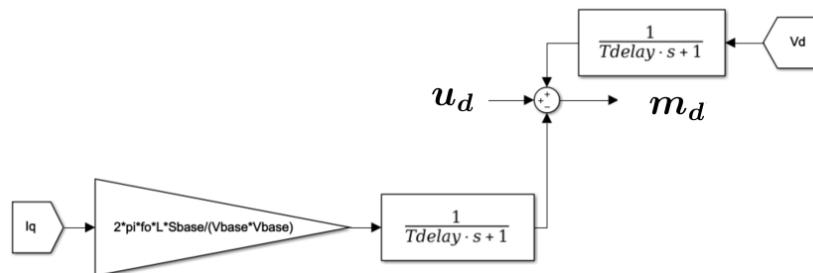 1
Tdelay · s + 1
Vd
+
+
−
u_d
m_d
Iq
2*pi*fo*L*Sbase/(Vbase*Vbase)
1
Tdelay · s + 1